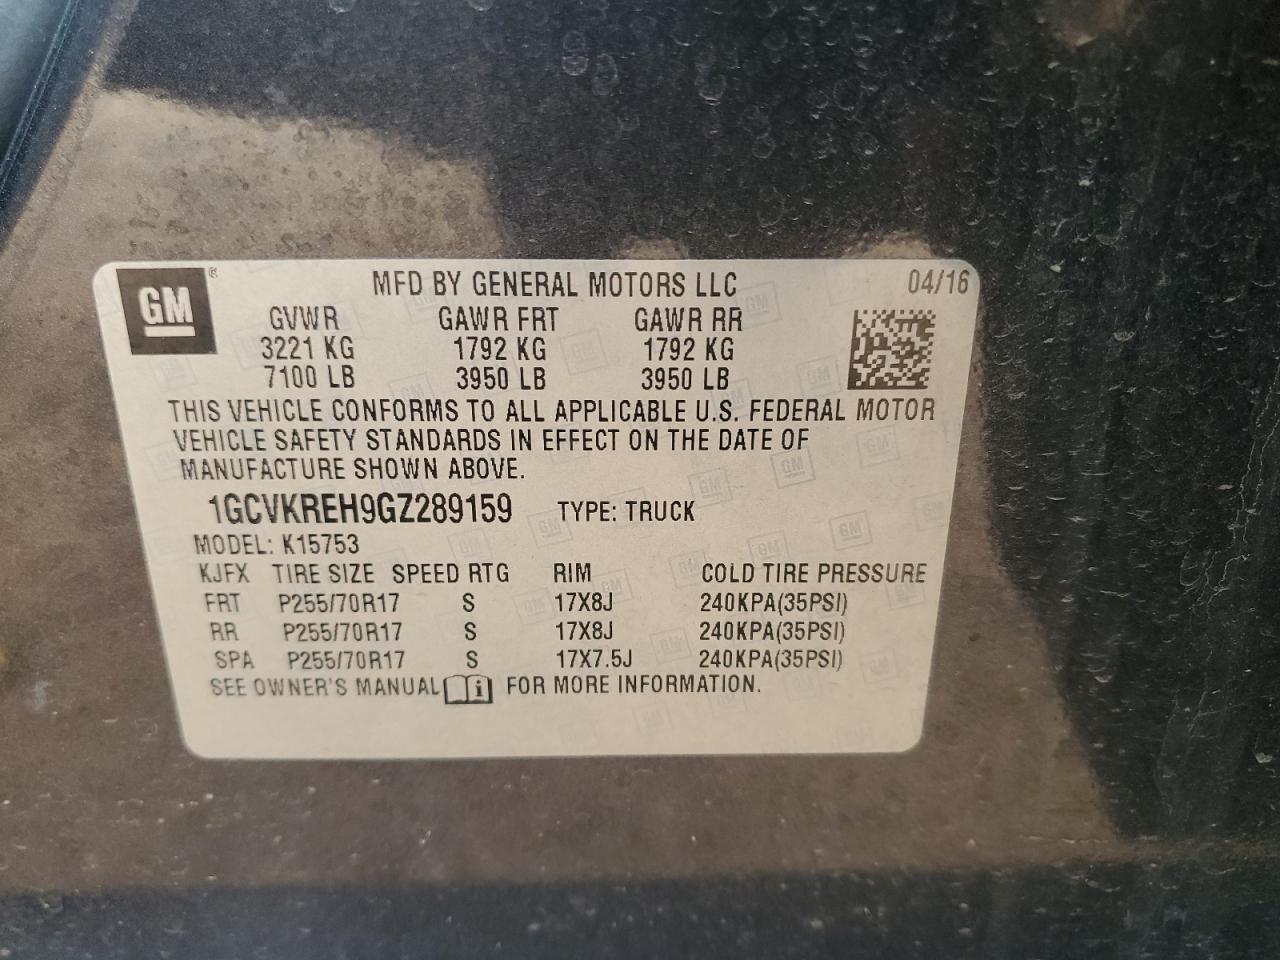 GM ®
MFD BY GENERAL MOTORS LLC 04/16
GVWR GAWR FRT GAWR RR
3221 KG 1792 KG 1792 KG
7100 LB 3950 LB 3950 LB
THIS VEHICLE CONFORMS TO ALL APPLICABLE U.S. FEDERAL MOTOR
VEHICLE SAFETY STANDARDS IN EFFECT ON THE DATE OF
MANUFACTURE SHOWN ABOVE.
1GCVKREH9GZ289159 TYPE: TRUCK
MODEL: K15753
KJFX TIRE SIZE SPEED RTG RIM COLD TIRE PRESSURE
FRT P255/70R17 S 17X8J 240KPA(35PSI)
RR P255/70R17 S 17X8J 240KPA(35PSI)
SPA P255/70R17 S 17X7.5J 240KPA(35PSI)
SEE OWNER'S MANUAL i FOR MORE INFORMATION.